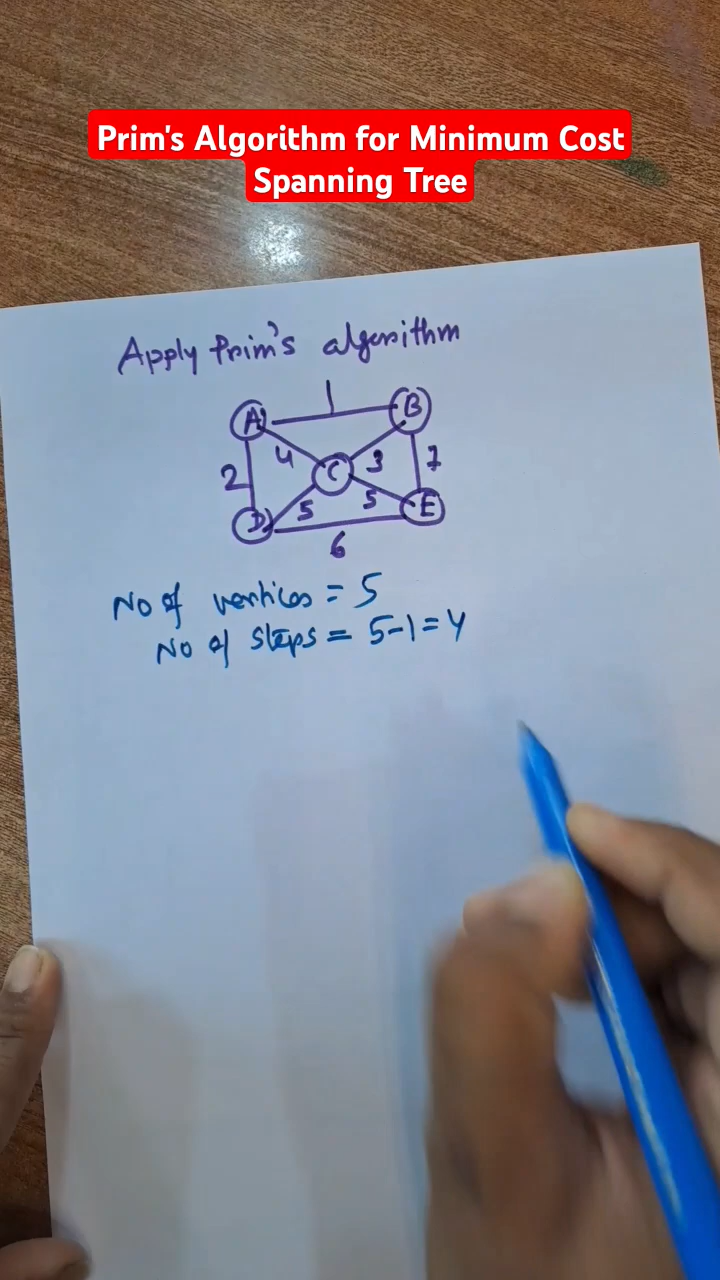 Prim's Algorithm for Minimum Cost
Spanning Tree
Apply Prim's algorithm
1
A B
4 C 3 7
2
D 5 5 E
6
No of vertices = 5
No of steps = 5-1=4